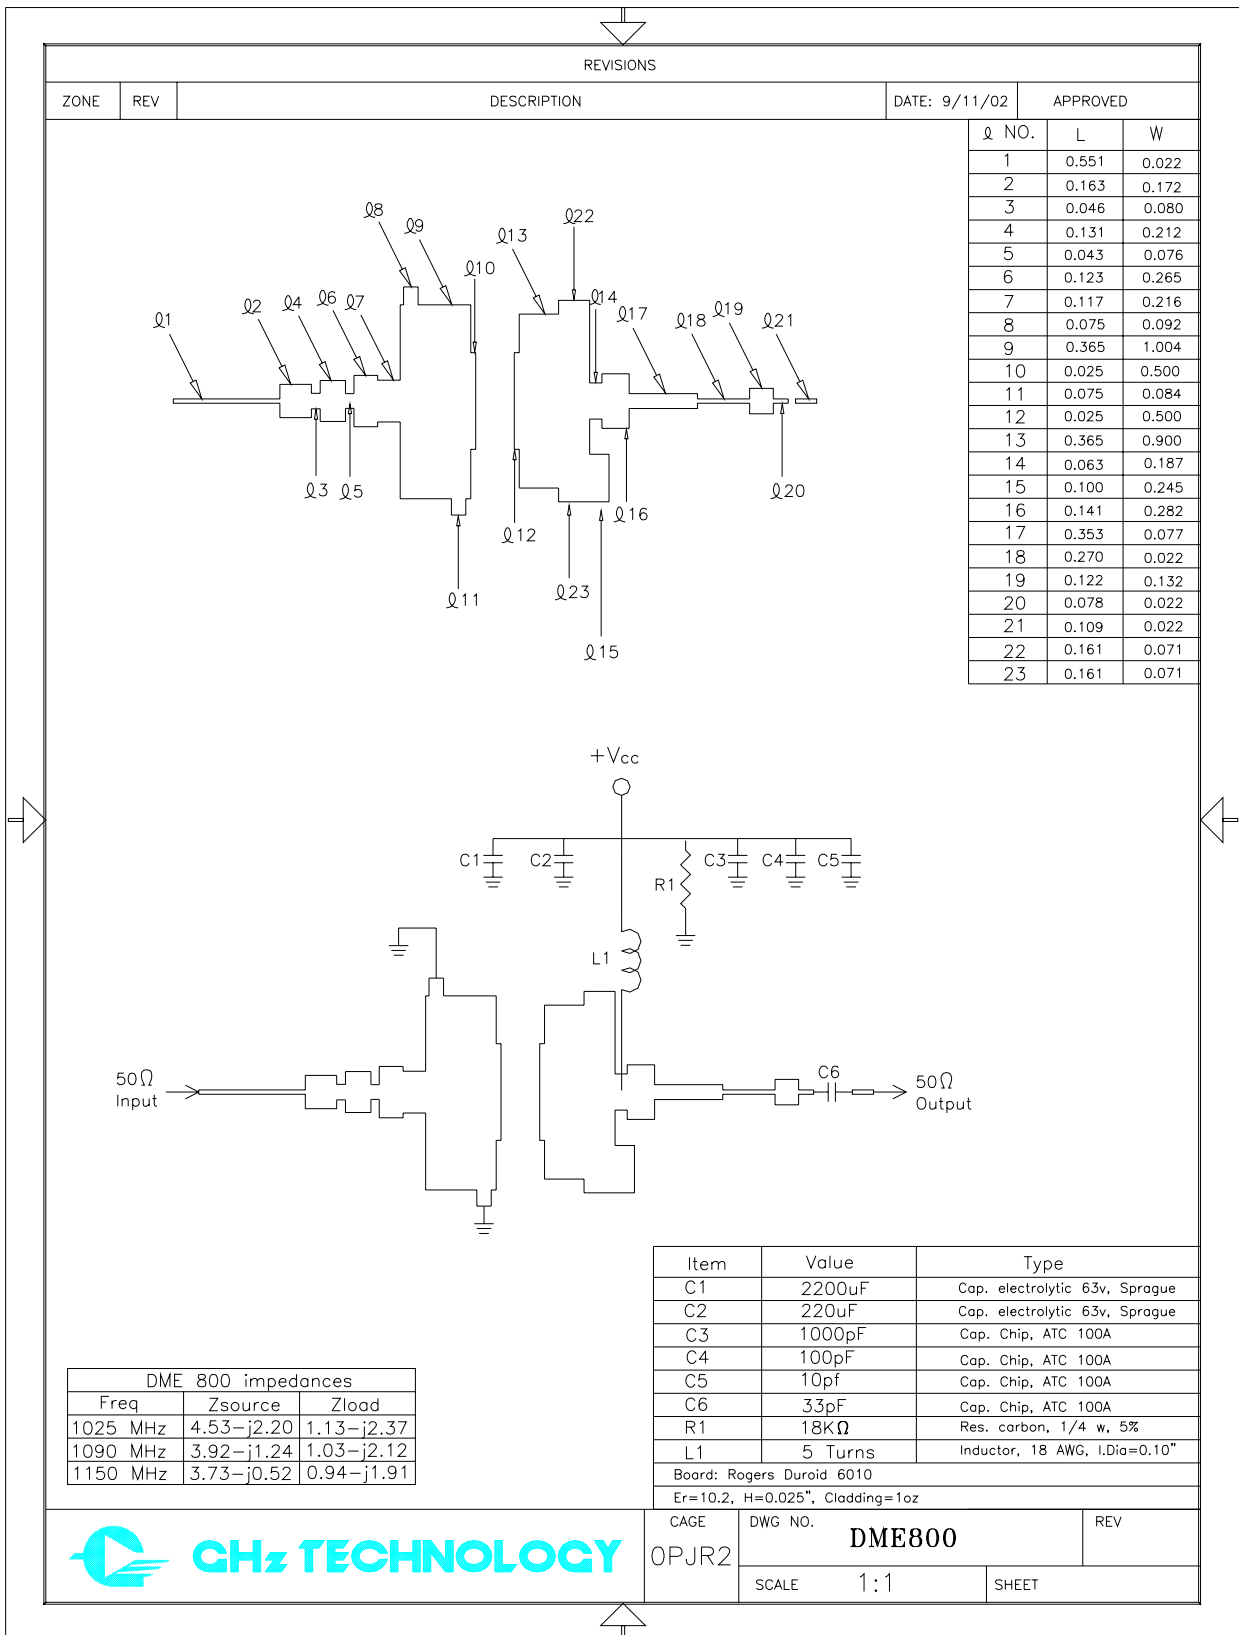 REVISIONS
ZONE REV DESCRIPTION DATE: 9/11/02 APPROVED
ℓ NO. L W
1 0.551 0.022
2 0.163 0.172
3 0.046 0.080
4 0.131 0.212
5 0.043 0.076
6 0.123 0.265
7 0.117 0.216
8 0.075 0.092
9 0.365 1.004
10 0.025 0.500
11 0.075 0.084
12 0.025 0.500
13 0.365 0.900
14 0.063 0.187
15 0.100 0.245
16 0.141 0.282
17 0.353 0.077
18 0.270 0.022
19 0.122 0.132
20 0.078 0.022
21 0.109 0.022
22 0.161 0.071
23 0.161 0.071
ℓ8 ℓ9 ℓ13 ℓ22
ℓ10
ℓ1 ℓ2 ℓ4 ℓ6 ℓ7 ℓ14 ℓ17 ℓ18 ℓ19 ℓ21
ℓ3 ℓ5 ℓ20
ℓ12 ℓ16
ℓ11 ℓ23
ℓ15
+Vcc
C1 C2 C3 C4 C5
R1
L1
50Ω
Input
C6
50Ω
Output
Item Value Type
C1 2200uF Cap. electrolytic 63v, Sprague
C2 220uF Cap. electrolytic 63v, Sprague
C3 1000pF Cap. Chip, ATC 100A
C4 100pF Cap. Chip, ATC 100A
C5 10pf Cap. Chip, ATC 100A
C6 33pF Cap. Chip, ATC 100A
R1 18KΩ Res. carbon, 1/4 w, 5%
L1 5 Turns Inductor, 18 AWG, I.Dia=0.10"
Board: Rogers Duroid 6010
Er=10.2, H=0.025", Cladding=1oz
DME 800 impedances
Freq Zsource Zload
1025 MHz 4.53-j2.20 1.13-j2.37
1090 MHz 3.92-j1.24 1.03-j2.12
1150 MHz 3.73-j0.52 0.94-j1.91
GHz TECHNOLOGY
CAGE
0PJR2
DWG NO. DME800
REV
SCALE 1:1
SHEET